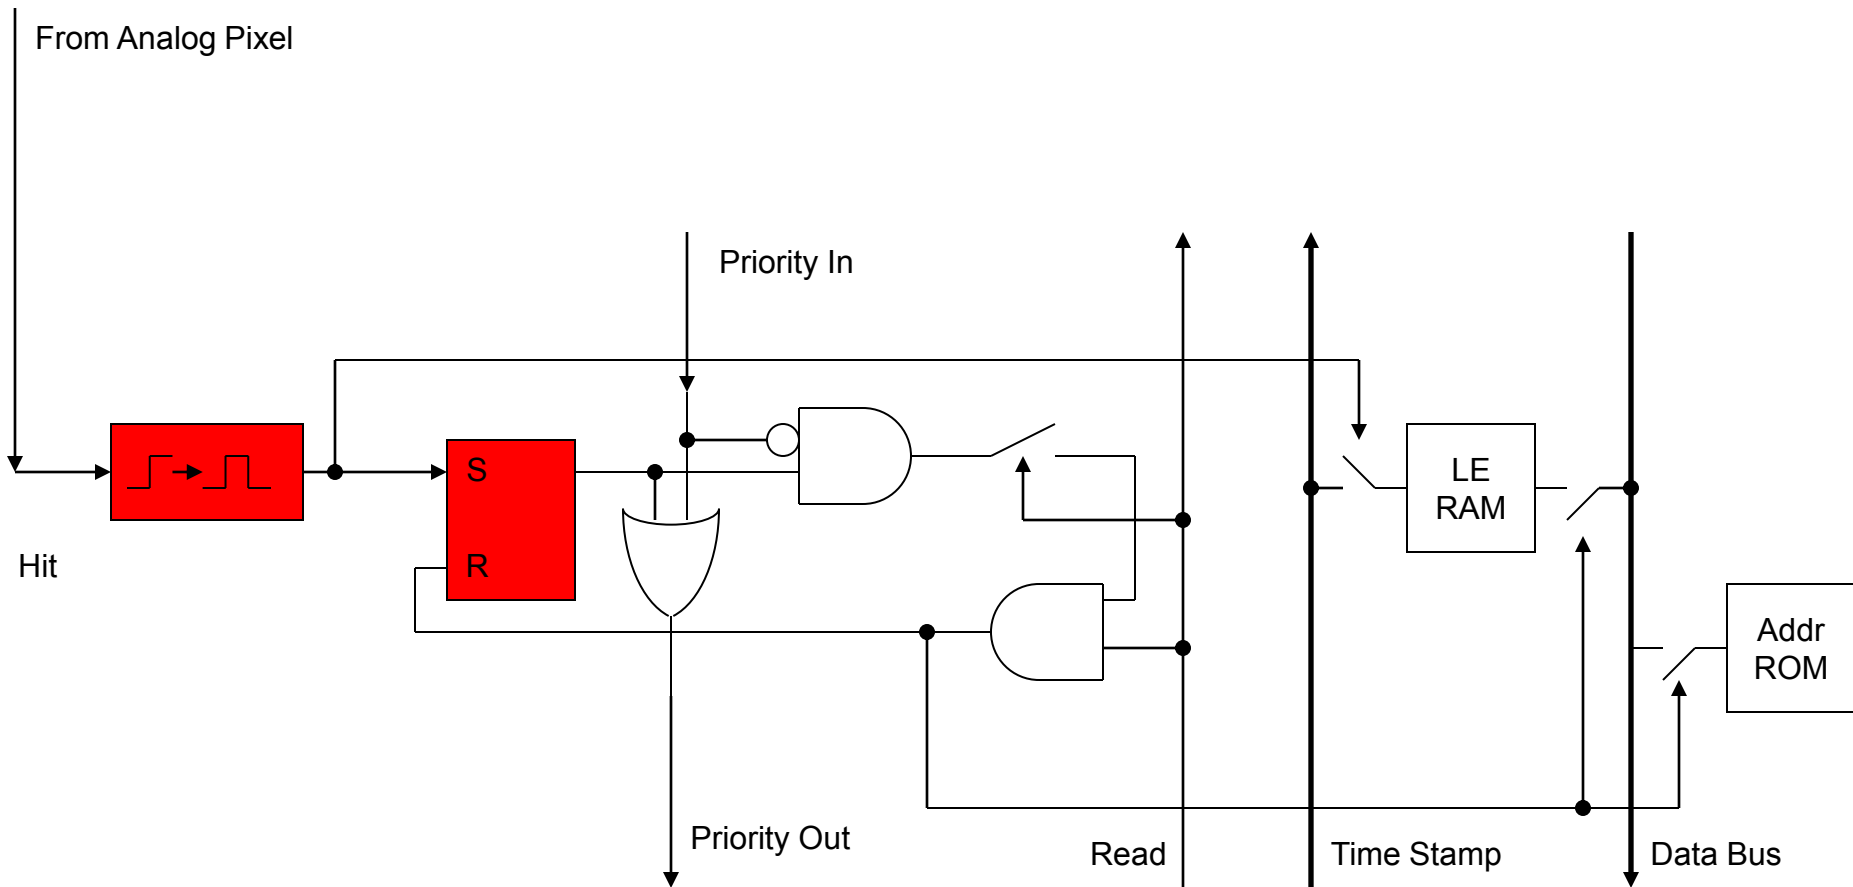 From Analog Pixel
Priority In
S
R
Hit
LE
RAM
Addr
ROM
Priority Out
Read
Time Stamp
Data Bus